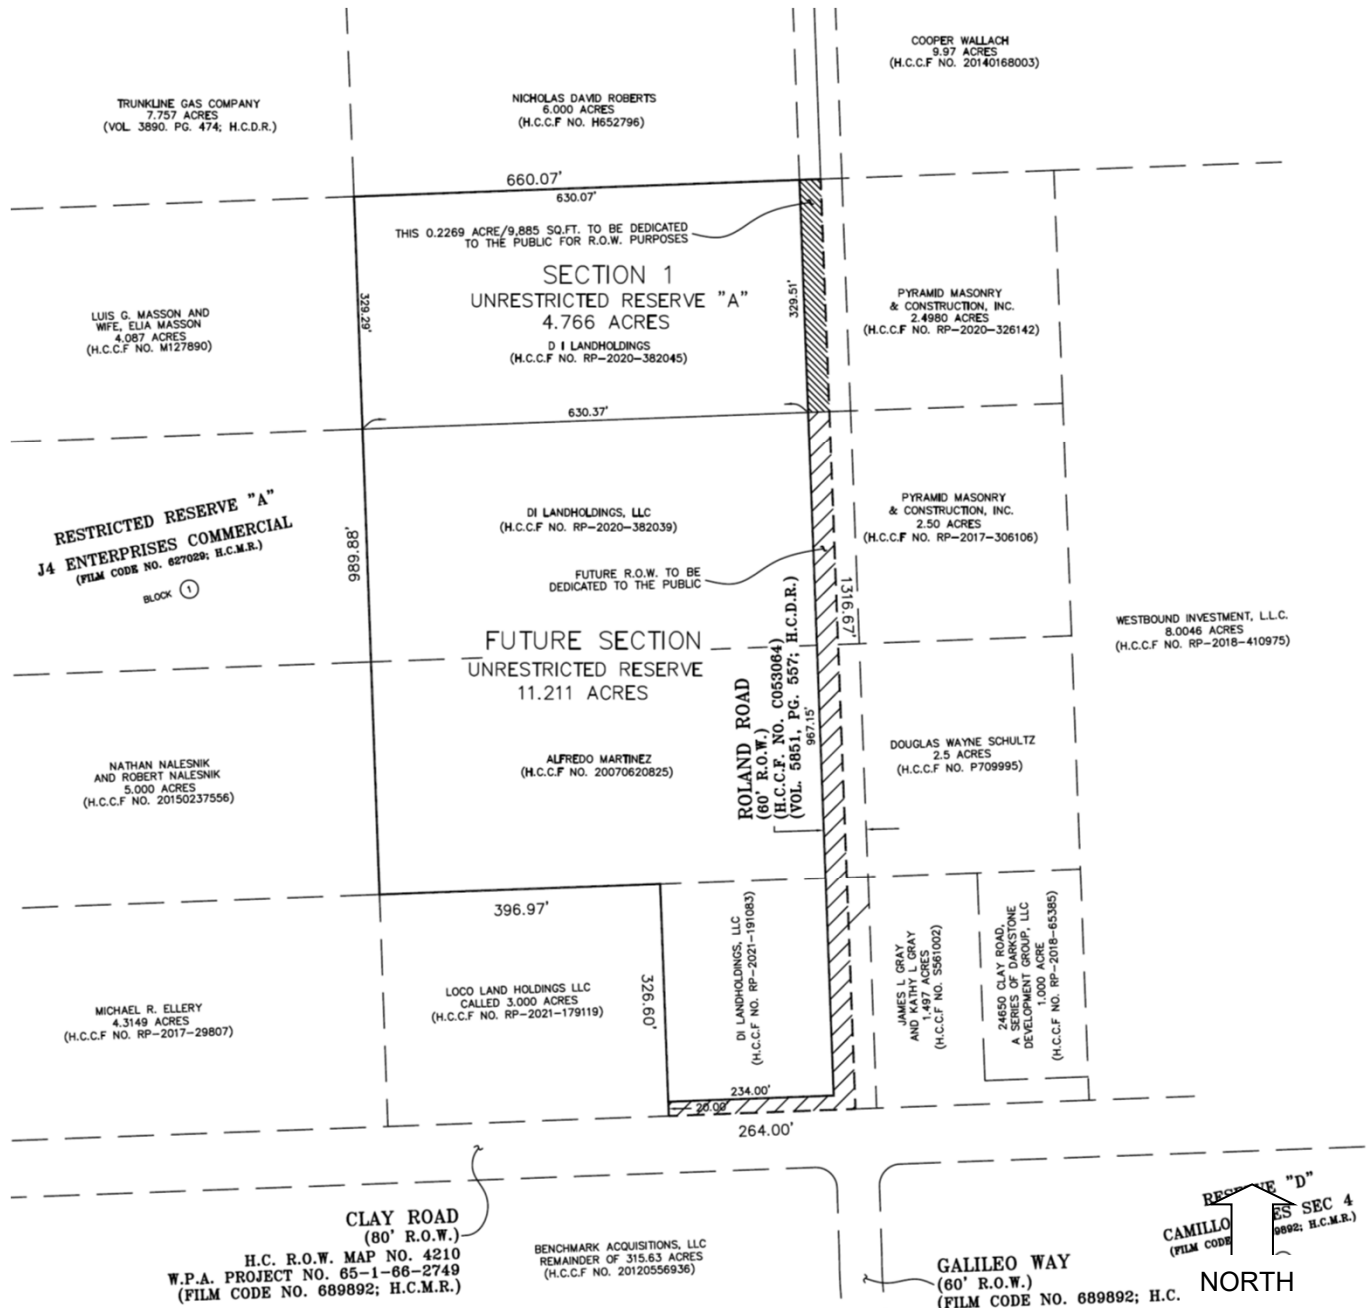 COOPER WALLACH
9.97 ACRES
(H.C.C.F NO. 20140168003)
TRUNKLINE GAS COMPANY
7.757 ACRES
(VOL. 3890. PG. 474; H.C.D.R.)
NICHOLAS DAVID ROBERTS
6.000 ACRES
(H.C.C.F NO. H652796)
660.07'
630.07'
THIS 0.2269 ACRE/9,885 SQ.FT. TO BE DEDICATED
TO THE PUBLIC FOR R.O.W. PURPOSES
SECTION 1
UNRESTRICTED RESERVE "A"
4.766 ACRES
D I LANDHOLDINGS
(H.C.C.F NO. RP-2020-382045)
329.29'
329.51'
LUIS G. MASSON AND
WIFE, ELIA MASSON
4.087 ACRES
(H.C.C.F NO. M127890)
PYRAMID MASONRY
& CONSTRUCTION, INC.
2.4980 ACRES
(H.C.C.F NO. RP-2020-326142)
630.37'
RESTRICTED RESERVE "A"
J4 ENTERPRISES COMMERCIAL
(FILM CODE NO. 627029; H.C.M.R.)
BLOCK 1
989.88'
DI LANDHOLDINGS, LLC
(H.C.C.F NO. RP-2020-382039)
PYRAMID MASONRY
& CONSTRUCTION, INC.
2.50 ACRES
(H.C.C.F NO. RP-2017-306106)
FUTURE R.O.W. TO BE
DEDICATED TO THE PUBLIC
1316.67'
WESTBOUND INVESTMENT, L.L.C.
8.0046 ACRES
(H.C.C.F NO. RP-2018-410975)
FUTURE SECTION
UNRESTRICTED RESERVE
11.211 ACRES
ROLAND ROAD
(60' R.O.W.)
(H.C.C.F. NO. C053064)
(VOL. 5851, PG. 557; H.C.D.R.)
967.15'
NATHAN NALESNIK
AND ROBERT NALESNIK
5.000 ACRES
(H.C.C.F NO. 20150237556)
ALFREDO MARTINEZ
(H.C.C.F NO. 20070620825)
DOUGLAS WAYNE SCHULTZ
2.5 ACRES
(H.C.C.F NO. P709995)
396.97'
MICHAEL R. ELLERY
4.3149 ACRES
(H.C.C.F NO. RP-2017-29807)
LOCO LAND HOLDINGS LLC
CALLED 3.000 ACRES
(H.C.C.F NO. RP-2021-179119)
326.60'
DI LANDHOLDINGS, LLC
(H.C.C.F NO. RP-2021-191083)
JAMES L GRAY
AND KATHY L GRAY
1.497 ACRES
(H.C.C.F NO. S561002)
24650 CLAY ROAD,
A SERIES OF DARKSTONE
DEVELOPMENT GROUP, LLC
1.000 ACRE
(H.C.C.F NO. RP-2018-65385)
234.00'
20.00'
264.00'
CLAY ROAD
(80' R.O.W.)
H.C. R.O.W. MAP NO. 4210
W.P.A. PROJECT NO. 65-1-66-2749
(FILM CODE NO. 689892; H.C.M.R.)
BENCHMARK ACQUISITIONS, LLC
REMAINDER OF 315.63 ACRES
(H.C.C.F NO. 20120556936)
GALILEO WAY
(60' R.O.W.)
(FILM CODE NO. 689892; H.C.
"D"
CAMILLO ES SEC 4
(FILM CODE 9892; H.C.M.R.)
NORTH